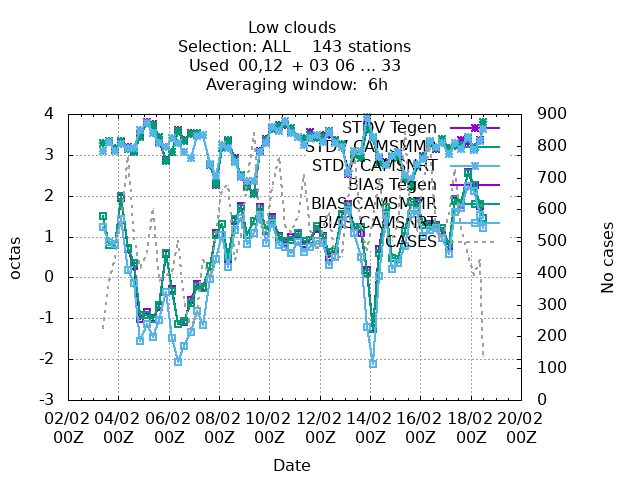 Low clouds
Selection: ALL 143 stations
Used 00,12 + 03 06 ... 33
Averaging window: 6h
octas
4
3
2
1
0
-1
-2
-3
STDV Tegen
STDV CAMSMMR
STDV CAMSNRT
BIAS Tegen
BIAS CAMSMMR
BIAS CAMSNRT
CASES
900
800
700
600
500
400
300
200
100
0
No cases
02/02 04/02 06/02 08/02 10/02 12/02 14/02 16/02 18/02 20/02
00Z 00Z 00Z 00Z 00Z 00Z 00Z 00Z 00Z 00Z
Date